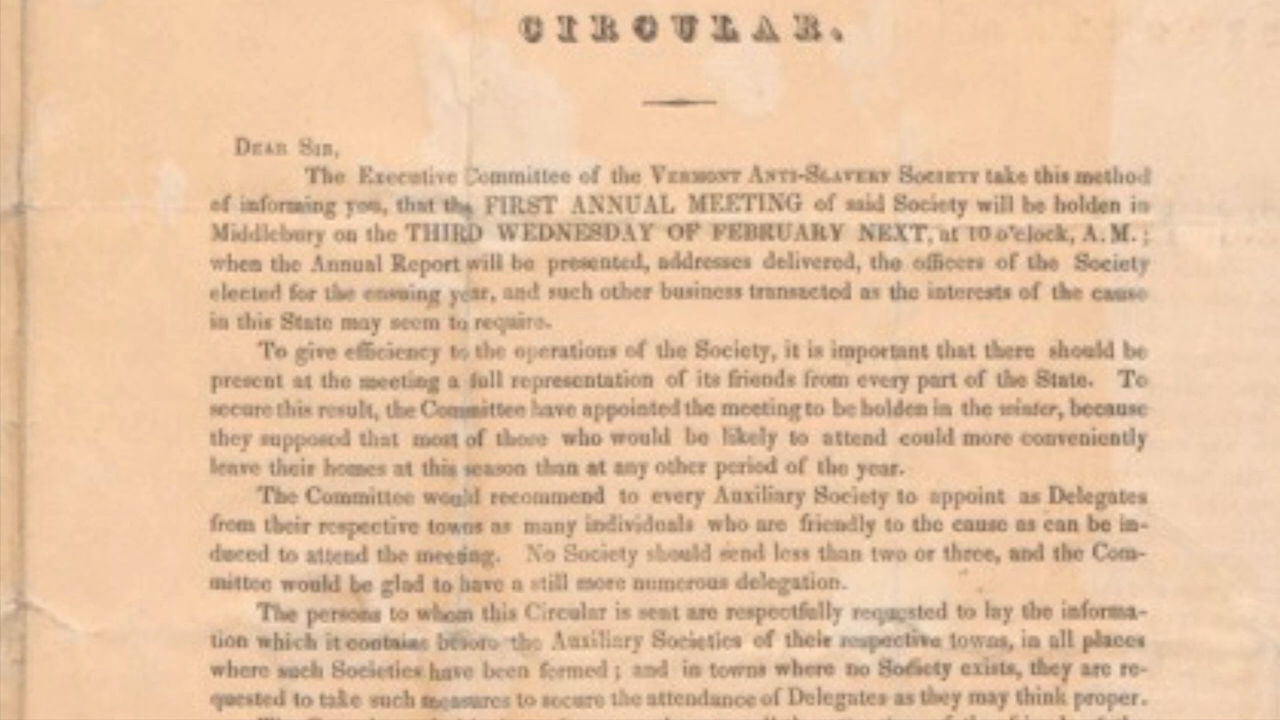 CIRCULAR.
DEAR SIR,
The Executive Committee of the VERMONT ANTI-SLAVERY SOCIETY take this method
of informing you, that the FIRST ANNUAL MEETING of said Society will be holden in
Middlebury on the THIRD WEDNESDAY OF FEBRUARY NEXT, at 10 o'clock, A. M. ;
when the Annual Report will be presented, addresses delivered, the officers of the Society
elected for the ensuing year, and such other business transacted as the interests of the cause
in this State may seem to require.
To give efficiency to the operations of the Society, it is important that there should be
present at the meeting a full representation of its friends from every part of the State. To
secure this result, the Committee have appointed the meeting to be holden in the winter, because
they supposed that most of those who would be likely to attend could more conveniently
leave their homes at this season than at any other period of the year.
The Committee would recommend to every Auxiliary Society to appoint as Delegates
from their respective towns as many individuals who are friendly to the cause as can be in-
duced to attend the meeting. No Society should send less than two or three, and the Com-
mittee would be glad to have a still more numerous delegation.
The persons to whom this Circular is sent are respectfully requested to lay the informa-
tion which it contains before the Auxiliary Societies of their respective towns, in all places
where such Societies have been formed ; and in towns where no Society exists, they are re-
quested to take such measures to secure the attendance of Delegates as they may think proper.